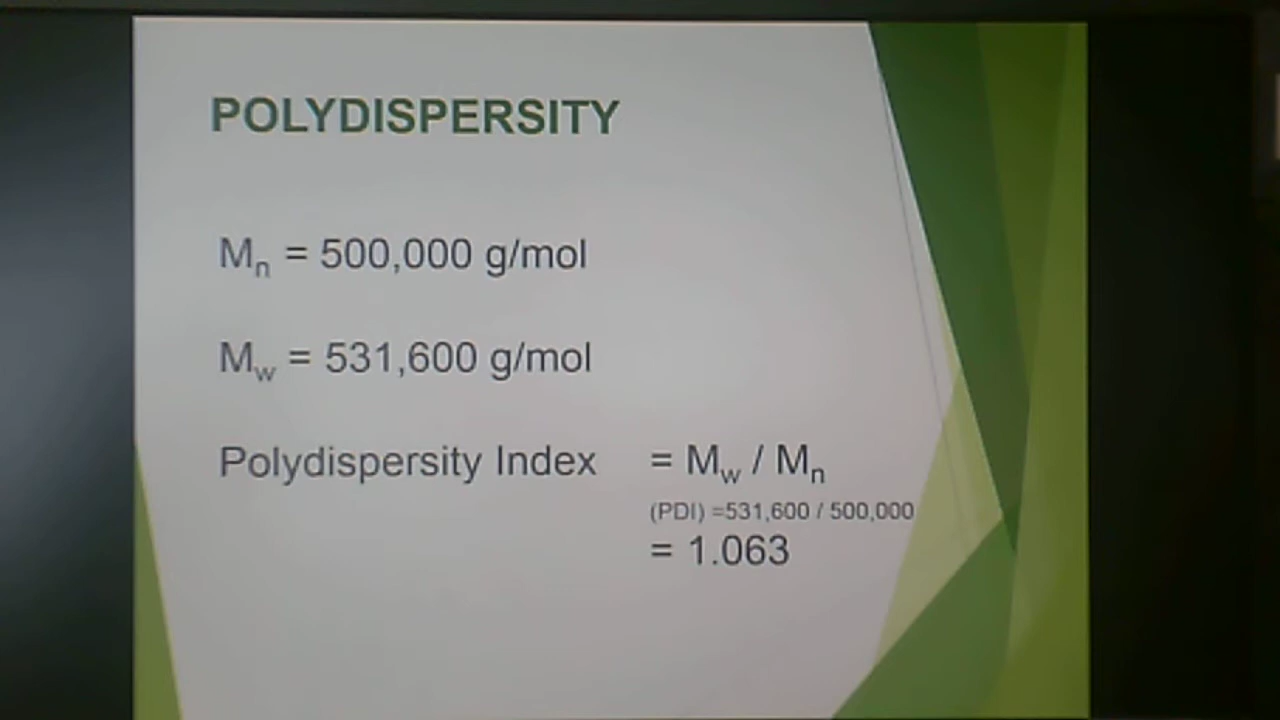 POLYDISPERSITY
Mn = 500,000 g/mol
Mw = 531,600 g/mol
Polydispersity Index = Mw / Mn
(PDI) =531,600 / 500,000
= 1.063